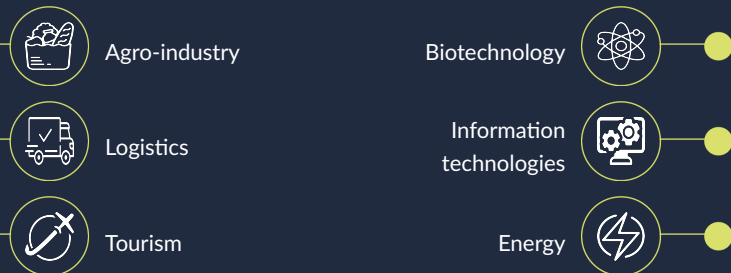 Agro-industry
Biotechnology
Logistics
Information
technologies
Tourism
Energy